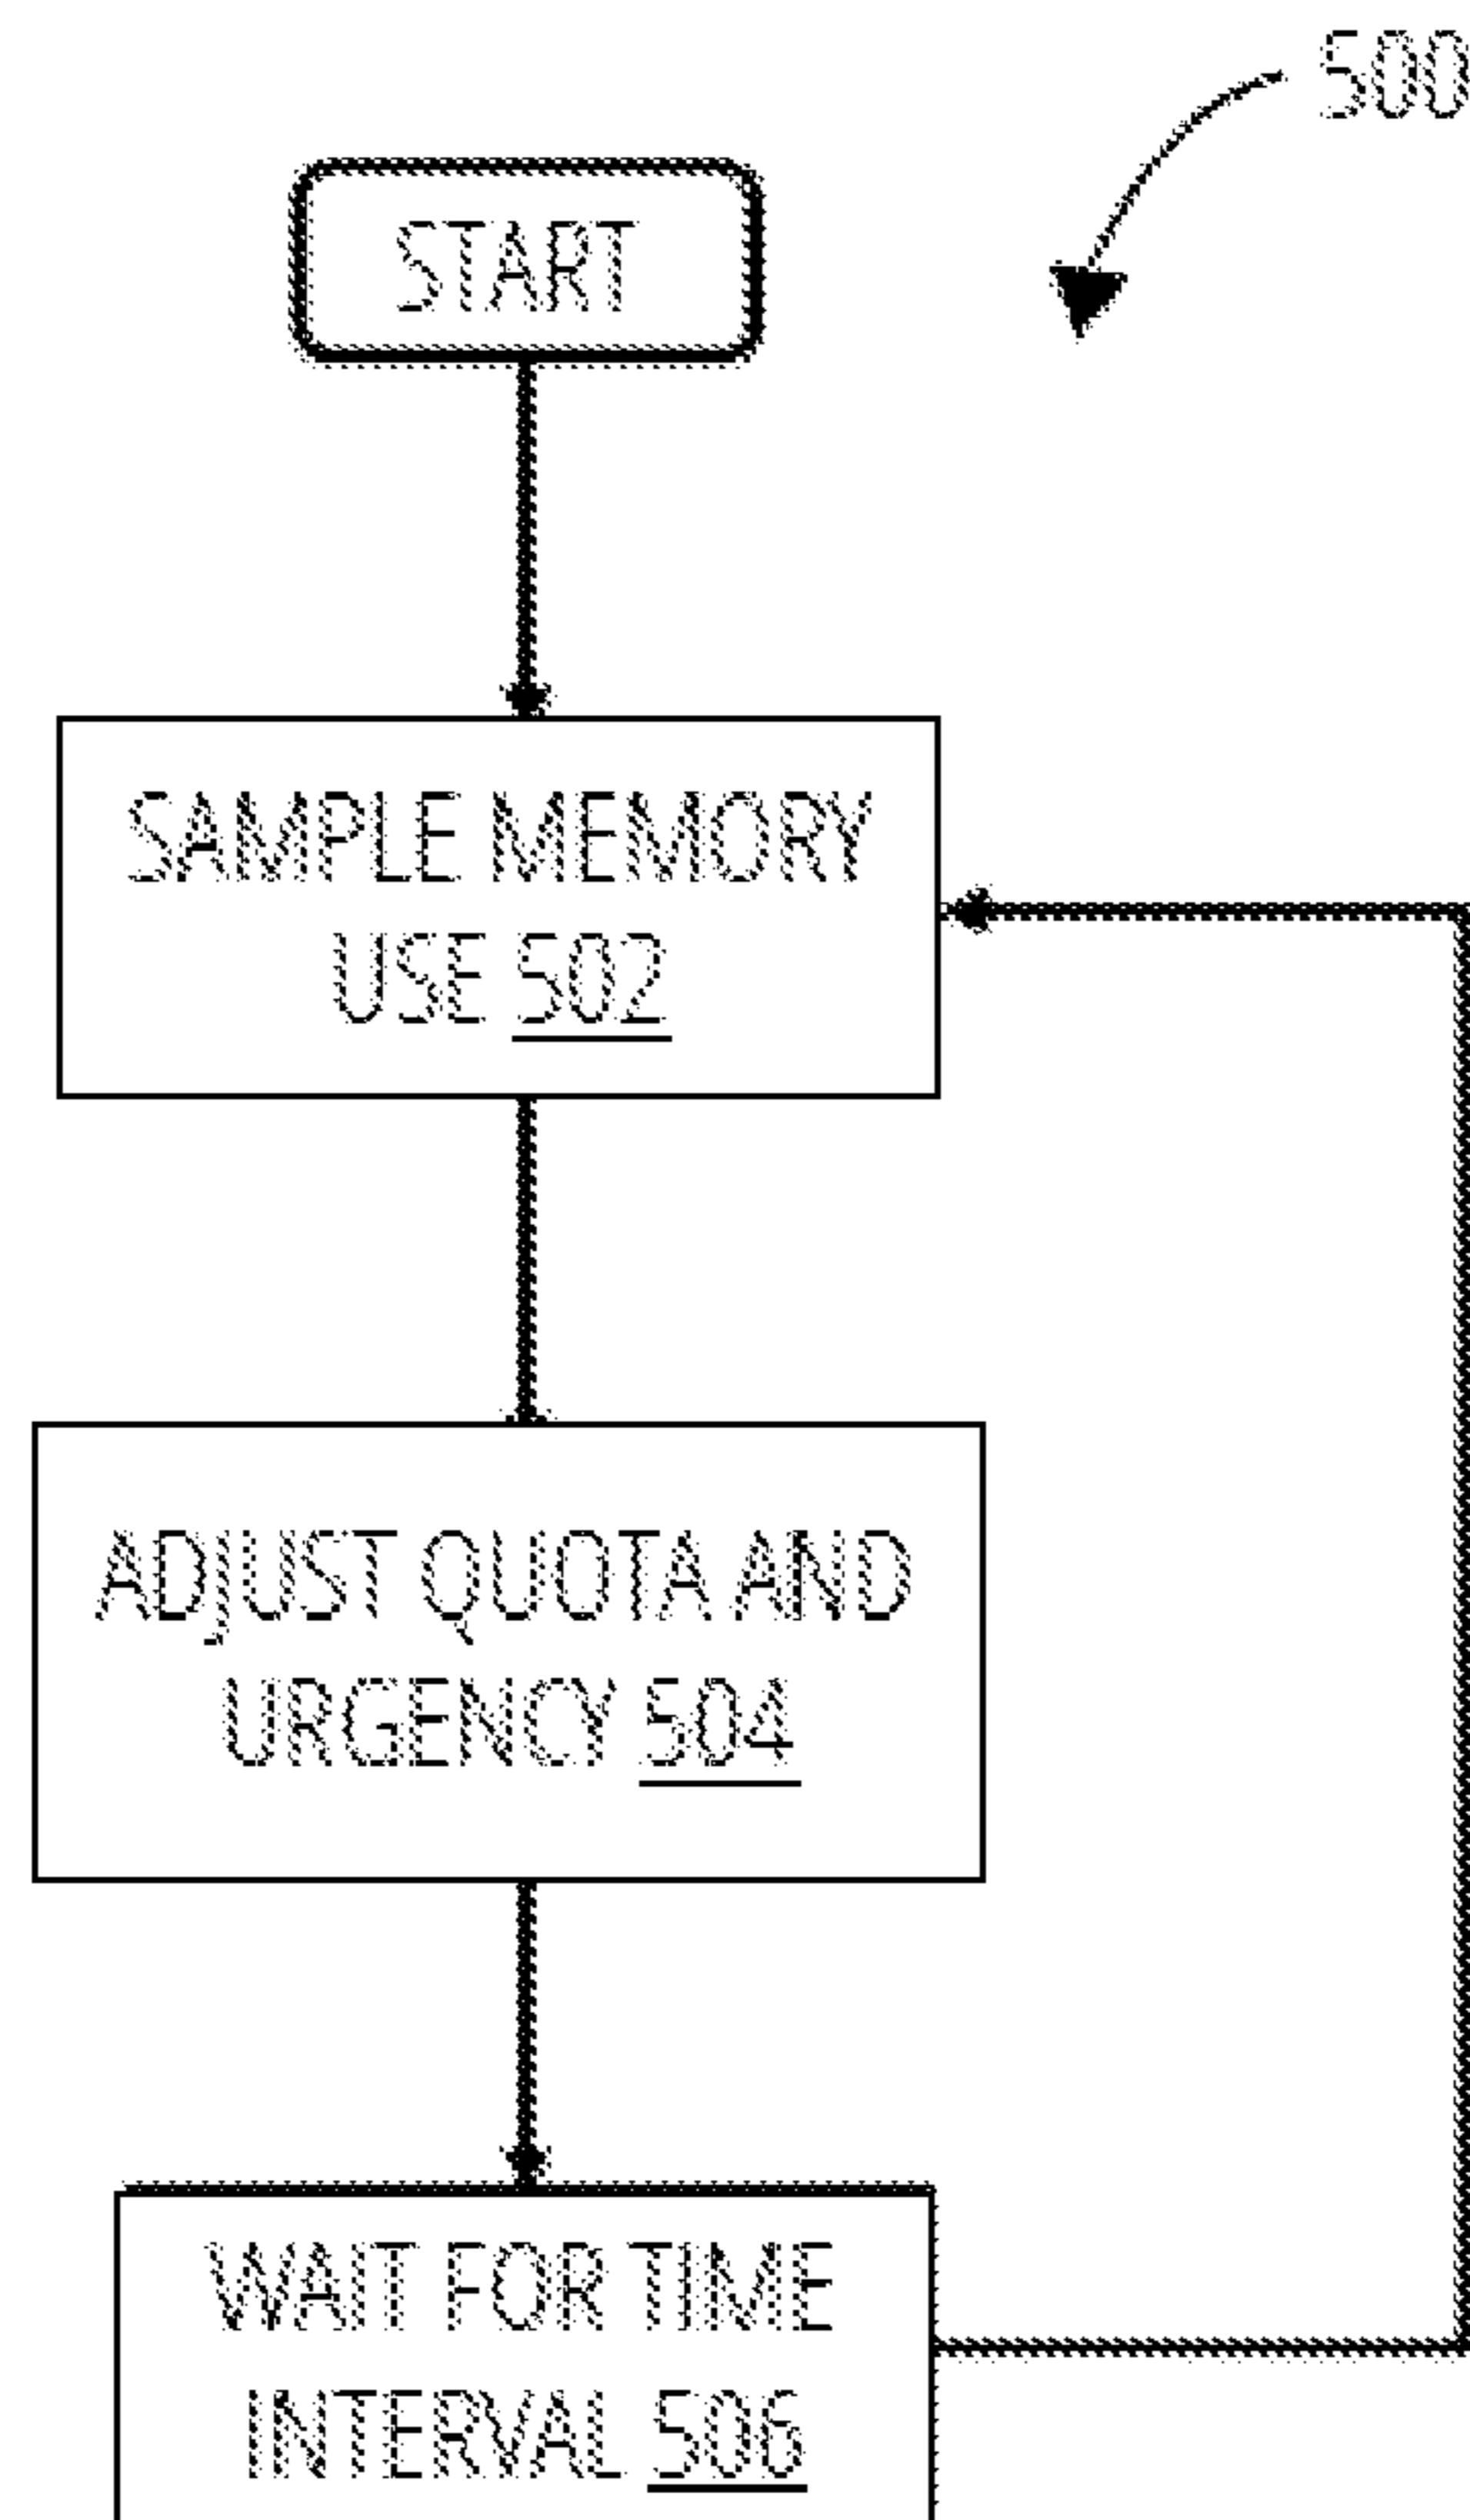 500
START
SAMPLE MEMORY
USE 502
ADJUST QUOTA AND
URGENCY 504
WAIT FOR TIME
INTERVAL 506